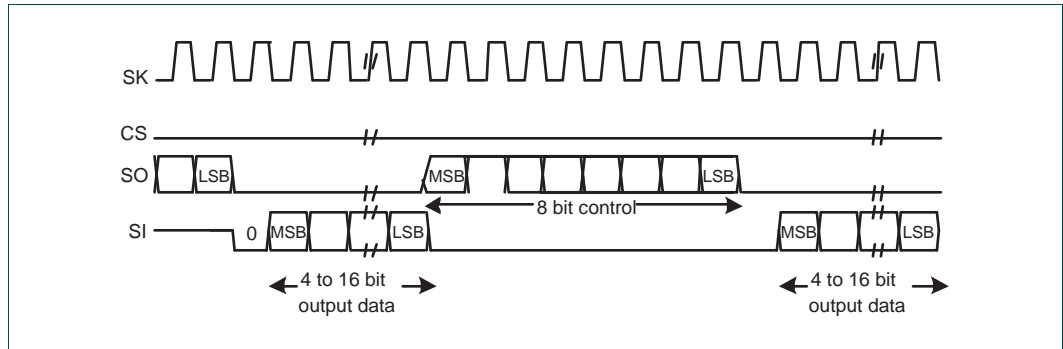 SK
CS
SO LSB MSB LSB
8 bit control
SI 0 MSB LSB MSB LSB
4 to 16 bit 4 to 16 bit
output data output data